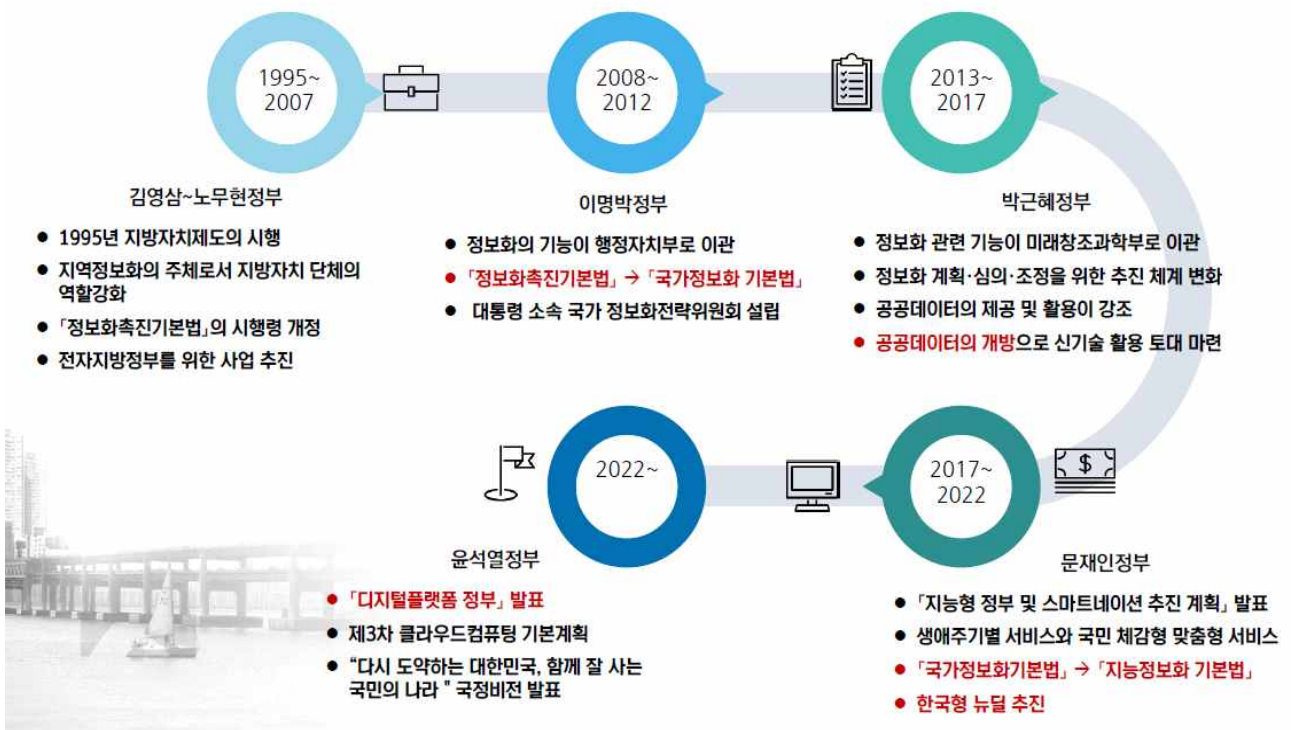 1995~
2007
김영삼~노무현정부
● 1995년 지방자치제도의 시행
● 지역정보화의 주체로서 지방자치 단체의
역할강화
● 「정보화촉진기본법」의 시행령 개정
● 전자지방정부를 위한 사업 추진
2008~
2012
이명박정부
● 정보화의 기능이 행정자치부로 이관
● 「정보화촉진기본법」 → 「국가정보화 기본법」
● 대통령 소속 국가 정보화전략위원회 설립
2013~
2017
박근혜정부
● 정보화 관련 기능이 미래창조과학부로 이관
● 정보화 계획·심의·조정을 위한 추진 체계 변화
● 공공데이터의 제공 및 활용이 강조
● 공공데이터의 개방으로 신기술 활용 토대 마련
$
2017~
2022
문재인정부
● 「지능형 정부 및 스마트네이션 추진 계획」 발표
● 생애주기별 서비스와 국민 체감형 맞춤형 서비스
● 「국가정보화기본법」 → 「지능정보화 기본법」
● 한국형 뉴딜 추진
2022~
윤석열정부
● 「디지털플랫폼 정부」 발표
● 제3차 클라우드컴퓨팅 기본계획
● “다시 도약하는 대한민국, 함께 잘 사는
국민의 나라 " 국정비전 발표